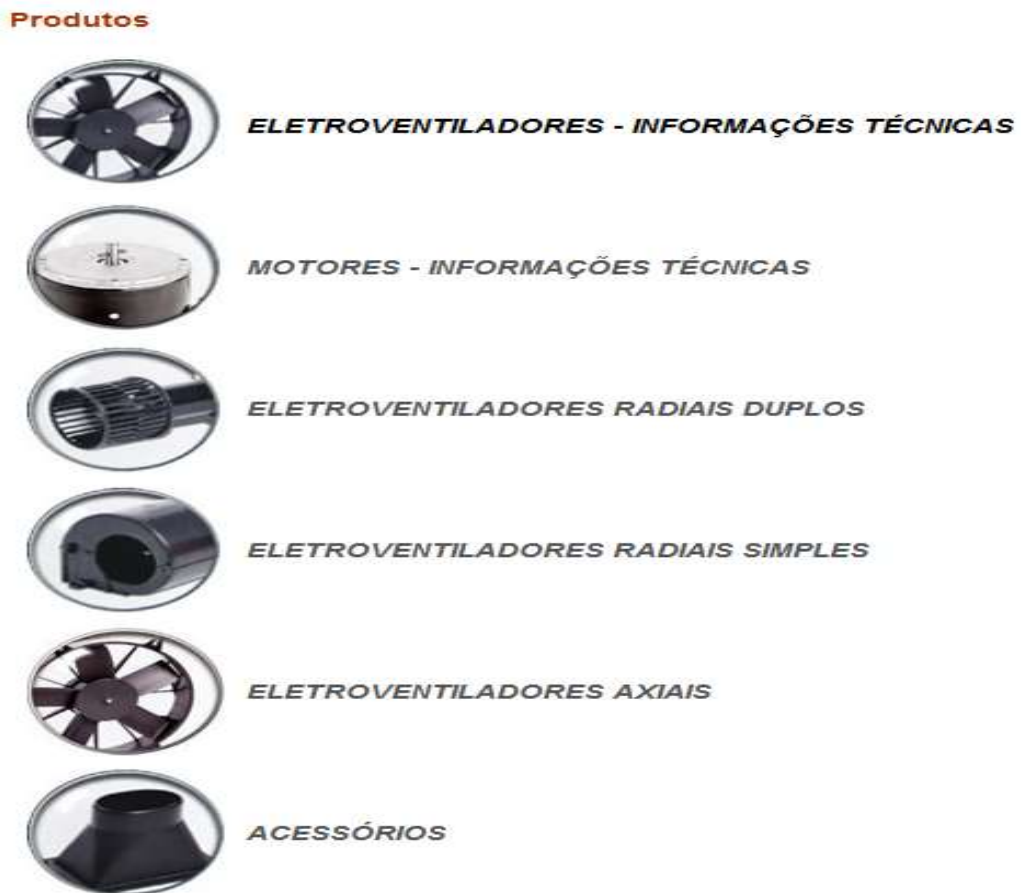 Produtos
ELETROVENTILADORES - INFORMAÇÕES TÉCNICAS
MOTORES - INFORMAÇÕES TÉCNICAS
ELETROVENTILADORES RADIAIS DUPLOS
ELETROVENTILADORES RADIAIS SIMPLES
ELETROVENTILADORES AXIAIS
ACESSÓRIOS